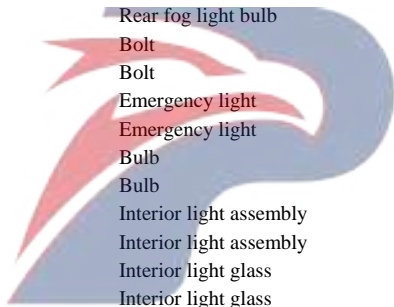 Rear fog light bulb
Bolt
Bolt
Emergency light
Emergency light
Bulb
Bulb
Interior light assembly
Interior light assembly
Interior light glass
Interior light glass